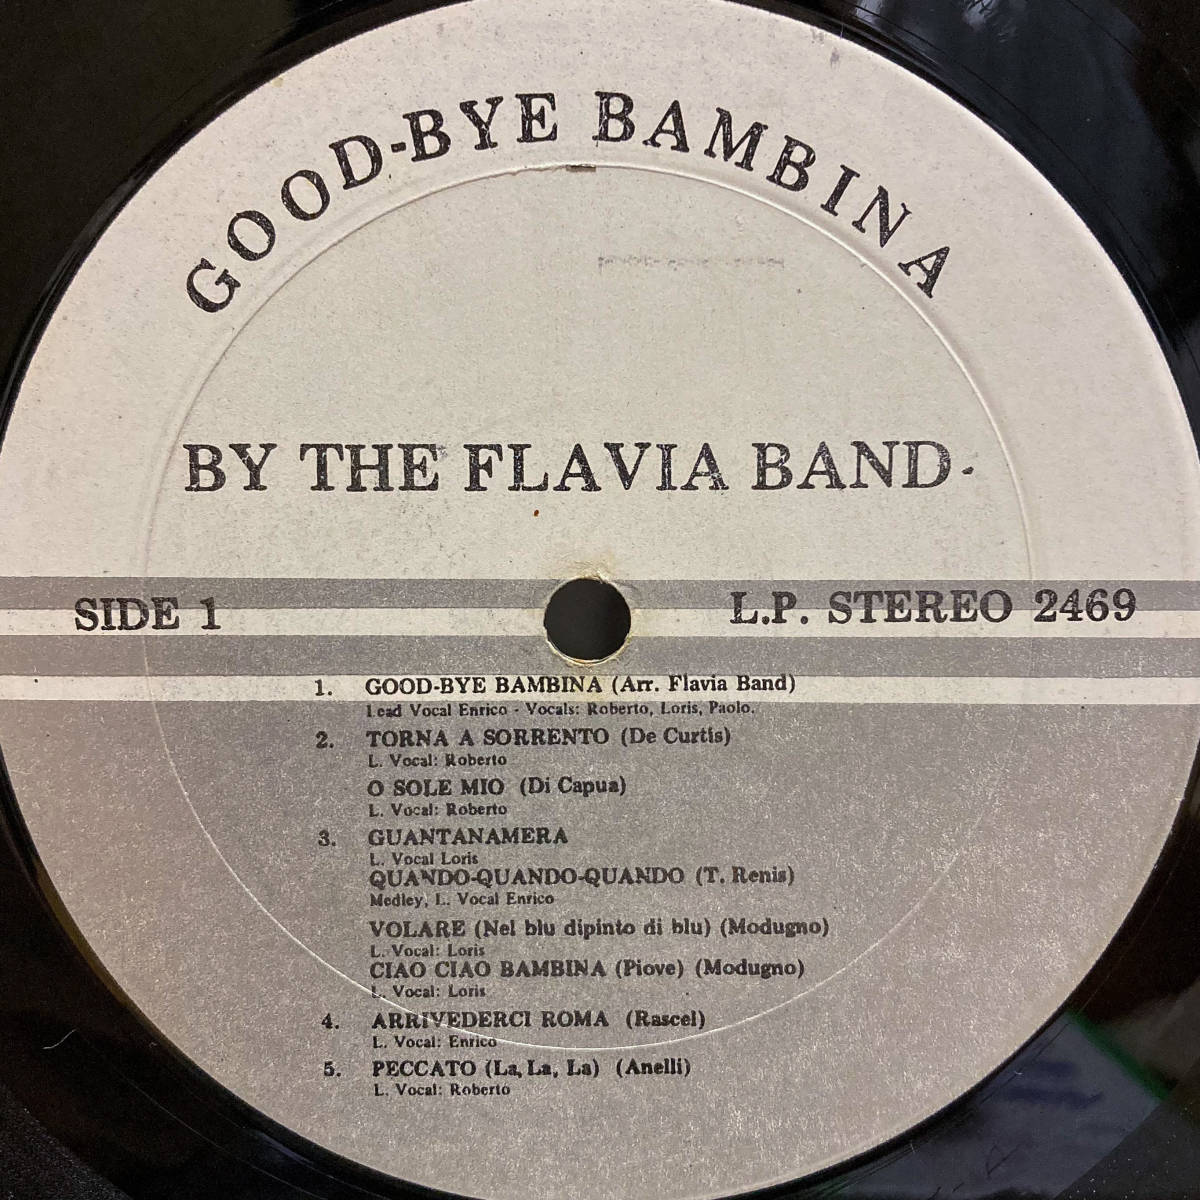 GOOD-BYE BAMBINA
BY THE FLAVIA BAND
SIDE 1
L.P. STEREO 2469
1. GOOD-BYE BAMBINA (Arr. Flavia Band)
Lead Vocal Enrico - Vocals: Roberto, Loris, Paolo.
2. TORNA A SORRENTO (De Curtis)
L. Vocal: Roberto
O SOLE MIO (Di Capua)
L. Vocal: Roberto
3. GUANTANAMERA
L. Vocal Loris
QUANDO-QUANDO-QUANDO (T. Renis)
Medley, L. Vocal Enrico
VOLARE (Nel blu dipinto di blu) (Modugno)
L. Vocal: Loris
CIAO CIAO BAMBINA (Piove) (Modugno)
L. Vocal: Loris
4. ARRIVEDERCI ROMA (Rascel)
L. Vocal: Enrico
5. PECCATO (La, La, La) (Anelli)
L. Vocal: Roberto